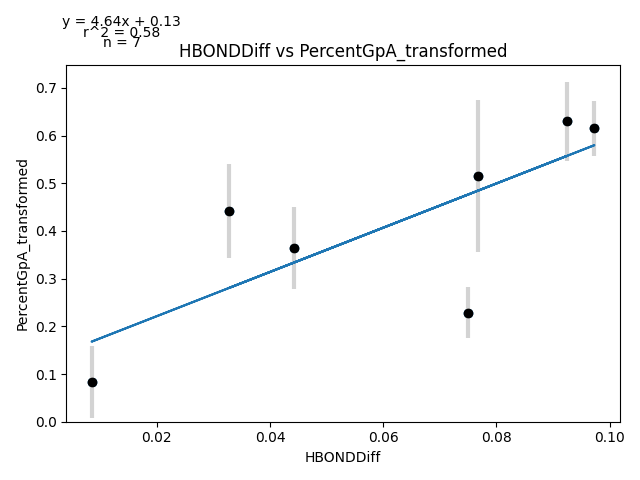 y = 4.64x + 0.13
r^2 = 0.58
n = 7
HBONDDiff vs PercentGpA_transformed
PercentGpA_transformed
0.7
0.6
0.5
0.4
0.3
0.2
0.1
0.0
0.02 0.04 0.06 0.08 0.10
HBONDDiff